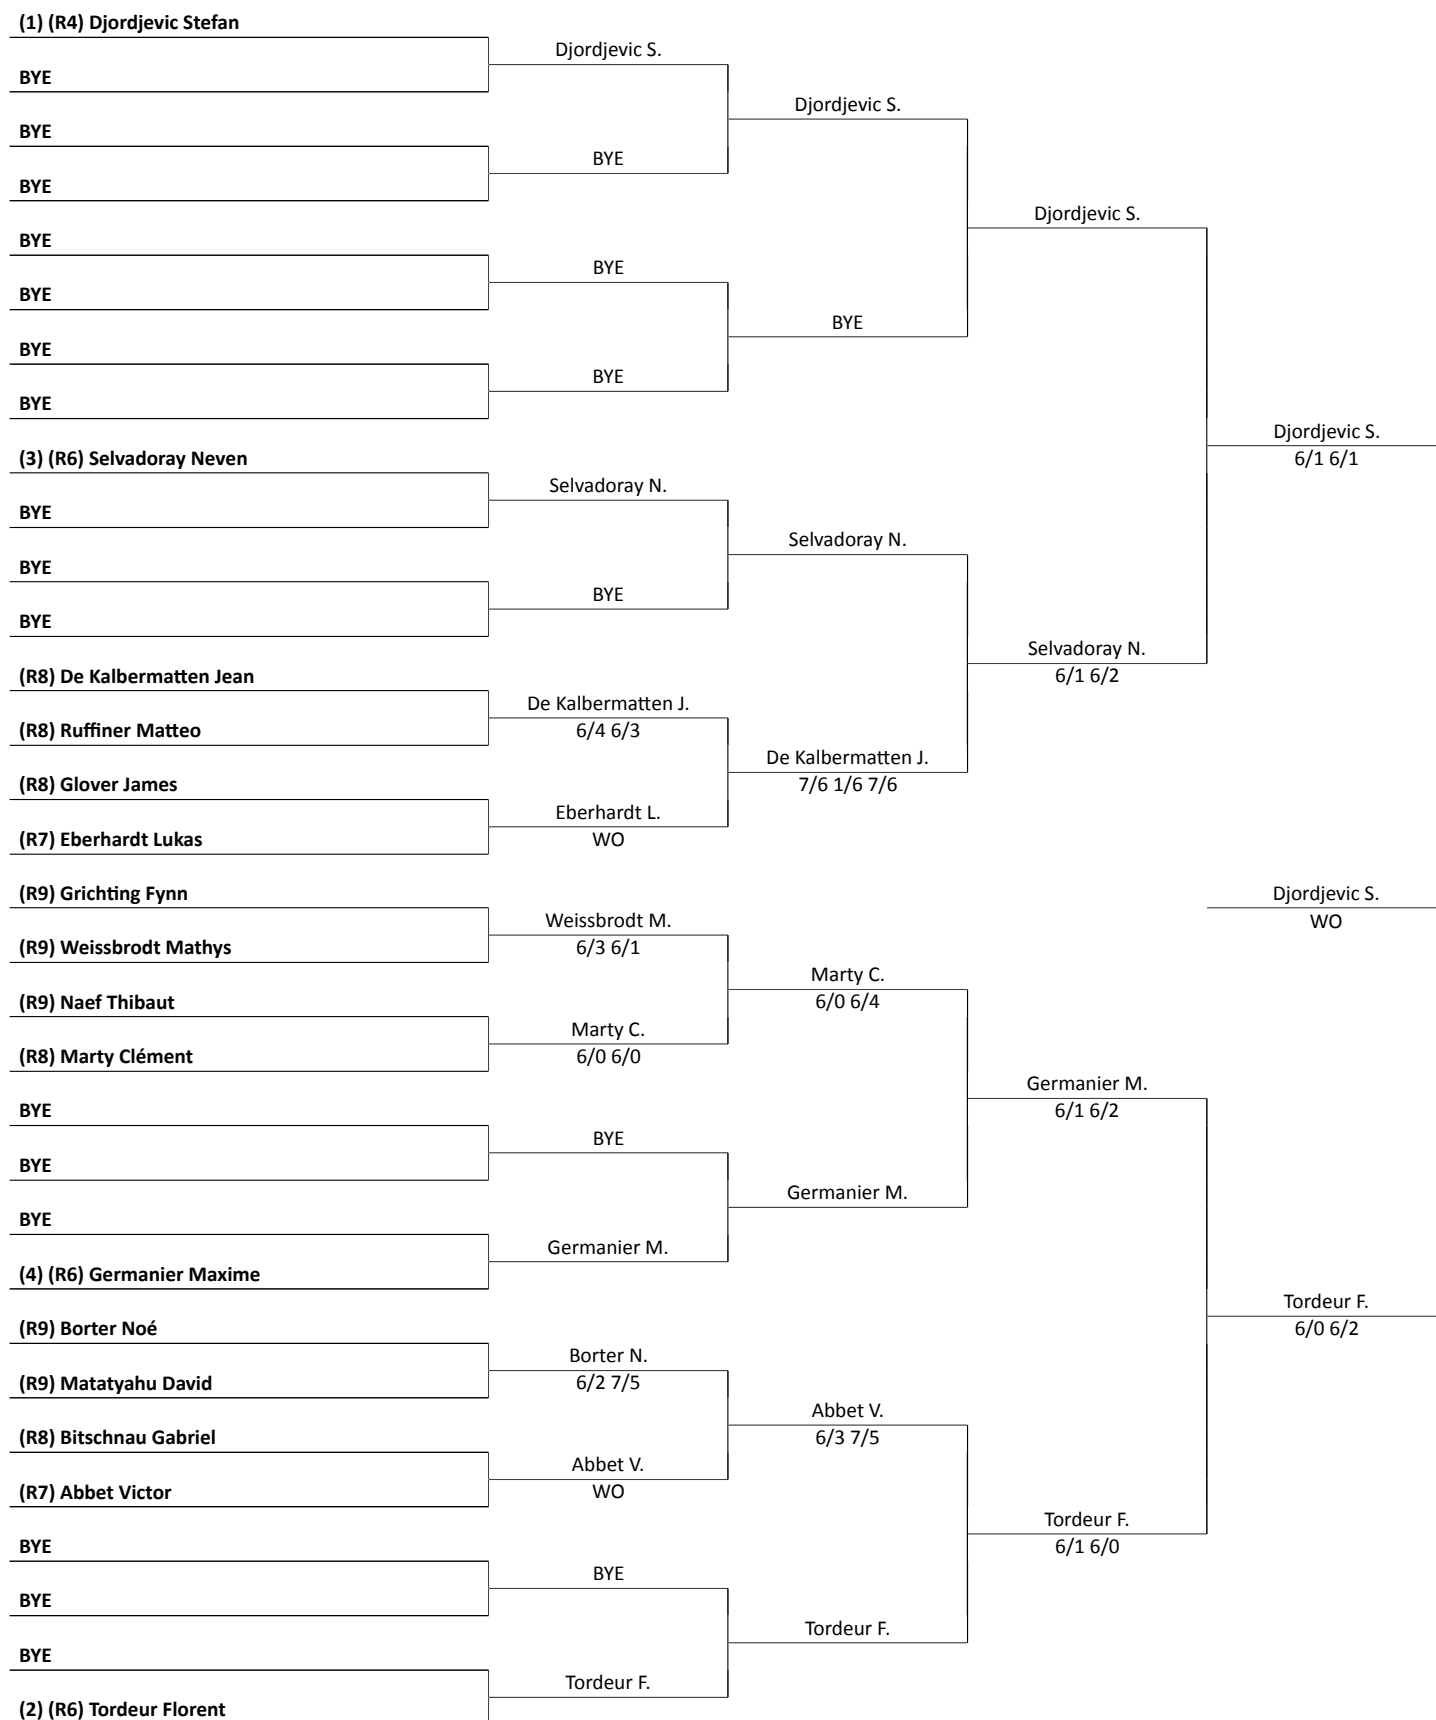 (1) (R4) Djordjevic Stefan
BYE
BYE
BYE
BYE
BYE
BYE
BYE
(3) (R6) Selvadoray Neven
BYE
BYE
BYE
(R8) De Kalbermatten Jean
(R8) Ruffiner Matteo
(R8) Glover James
(R7) Eberhardt Lukas
(R9) Grichting Fynn
(R9) Weissbrodt Mathys
(R9) Naef Thibaut
(R8) Marty Clément
BYE
BYE
BYE
(4) (R6) Germanier Maxime
(R9) Borter Noé
(R9) Matatyahu David
(R8) Bitschnau Gabriel
(R7) Abbet Victor
BYE
BYE
BYE
(2) (R6) Tordeur Florent
Djordjevic S.
BYE
BYE
BYE
Selvadoray N.
BYE
De Kalbermatten J.
6/4 6/3
Eberhardt L.
WO
Weissbrodt M.
6/3 6/1
Marty C.
6/0 6/0
BYE
Germanier M.
Borter N.
6/2 7/5
Abbet V.
WO
BYE
Tordeur F.
Djordjevic S.
BYE
Selvadoray N.
De Kalbermatten J.
7/6 1/6 7/6
Marty C.
6/0 6/4
Germanier M.
Abbet V.
6/3 7/5
Tordeur F.
Djordjevic S.
Selvadoray N.
6/1 6/2
Germanier M.
6/1 6/2
Tordeur F.
6/1 6/0
Djordjevic S.
6/1 6/1
Djordjevic S.
WO
Tordeur F.
6/0 6/2